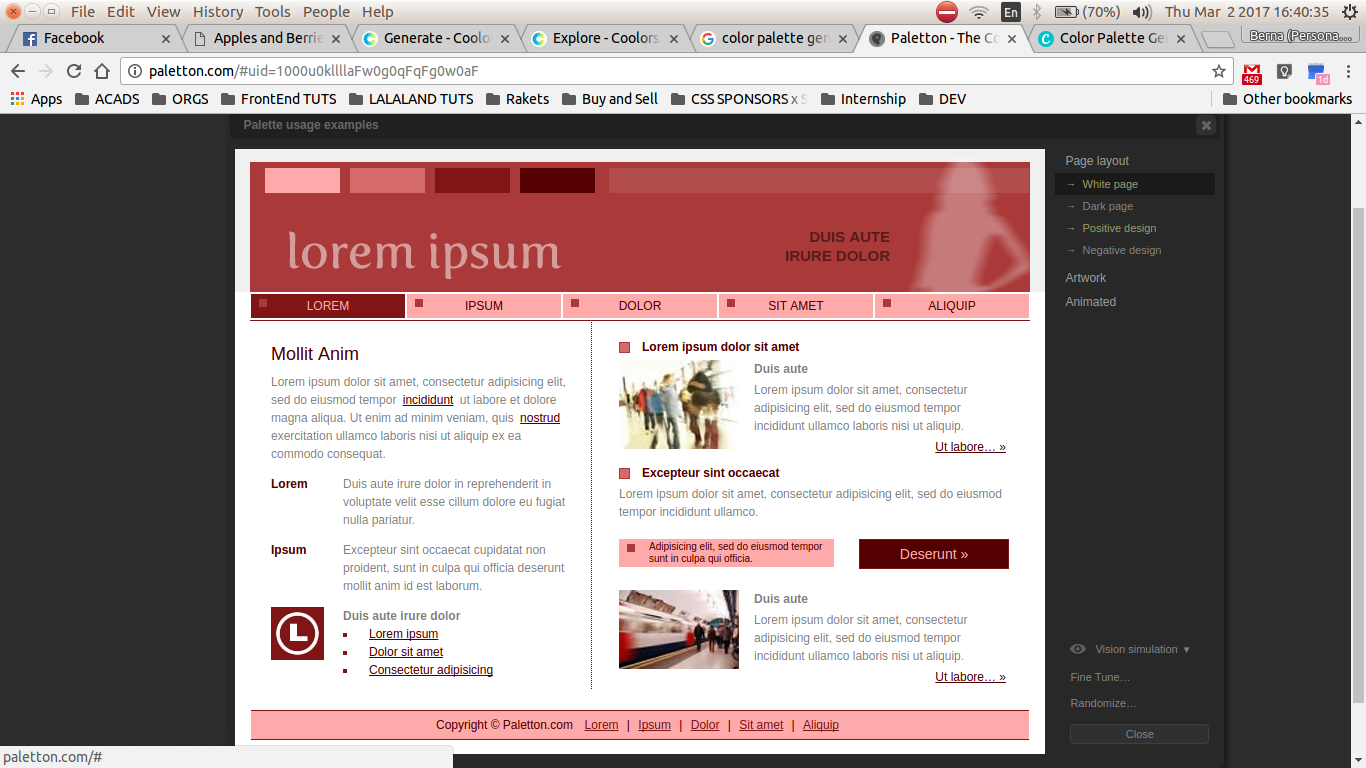 File Edit View History Tools People Help
En (70%) Thu Mar 2 2017 16:40:35
Facebook
Apples and Berrie
Generate - Coolo
Explore - Coolors
color palette gen
Paletton - The Co
Color Palette Ge
Berna (Persona...
paletton.com/#uid=1000u0kllllaFw0g0qFqFg0w0aF
469
1d
Apps ACADS ORGS FrontEnd TUTS LALALAND TUTS Rakets Buy and Sell CSS SPONSORS x S Internship DEV Other bookmarks
Palette usage examples
lorem ipsum
DUIS AUTE
IRURE DOLOR
LOREM IPSUM DOLOR SIT AMET ALIQUIP
Mollit Anim
Lorem ipsum dolor sit amet, consectetur adipisicing elit,
sed do eiusmod tempor incididunt ut labore et dolore
magna aliqua. Ut enim ad minim veniam, quis nostrud
exercitation ullamco laboris nisi ut aliquip ex ea
commodo consequat.
Lorem
Duis aute irure dolor in reprehenderit in
voluptate velit esse cillum dolore eu fugiat
nulla pariatur.
Ipsum
Excepteur sint occaecat cupidatat non
proident, sunt in culpa qui officia deserunt
mollit anim id est laborum.
L
Duis aute irure dolor
Lorem ipsum
Dolor sit amet
Consectetur adipisicing
Lorem ipsum dolor sit amet
Duis aute
Lorem ipsum dolor sit amet, consectetur
adipisicing elit, sed do eiusmod tempor
incididunt ullamco laboris nisi ut aliquip.
Ut labore… »
Excepteur sint occaecat
Lorem ipsum dolor sit amet, consectetur adipisicing elit, sed do eiusmod
tempor incididunt ullamco.
Adipisicing elit, sed do eiusmod tempor
sunt in culpa qui officia.
Deserunt »
Duis aute
Lorem ipsum dolor sit amet, consectetur
adipisicing elit, sed do eiusmod tempor
incididunt ullamco laboris nisi ut aliquip.
Ut labore… »
Copyright © Paletton.com Lorem | Ipsum | Dolor | Sit amet | Aliquip
Page layout
→ White page
→ Dark page
→ Positive design
→ Negative design
Artwork
Animated
Vision simulation ▾
Fine Tune…
Randomize…
Close
paletton.com/#